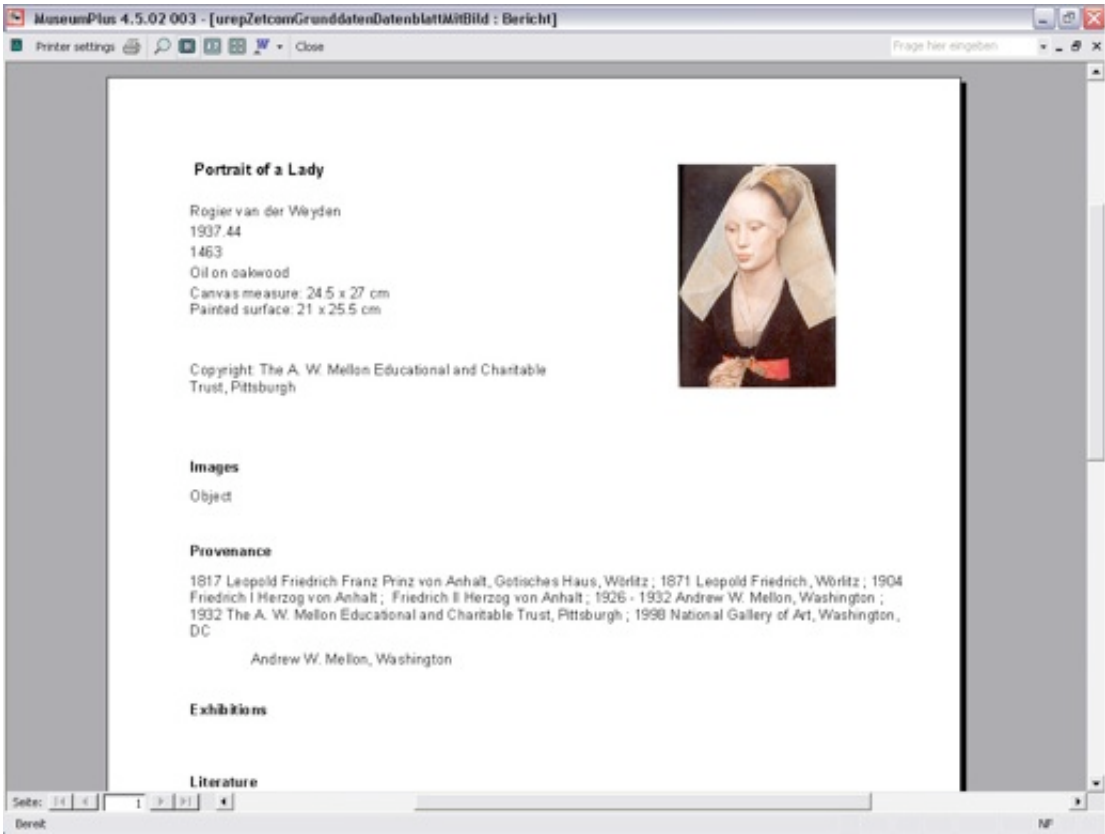 MuseumPlus 4.5.02 003 - [urepZetcomGrunddatenDatenblattMitBild : Bericht]
Printer settings Close Frage hier eingeben
Portrait of a Lady
Rogier van der Weyden
1937.44
1463
Oil on oakwood
Canvas measure: 24.5 x 27 cm
Painted surface: 21 x 25.5 cm
Copyright: The A. W. Mellon Educational and Charitable
Trust, Pittsburgh
Images
Object
Provenance
1817 Leopold Friedrich Franz Prinz von Anhalt, Gotisches Haus, Wörlitz ; 1871 Leopold Friedrich, Wörlitz ; 1904
Friedrich I Herzog von Anhalt ; Friedrich II Herzog von Anhalt ; 1926 - 1932 Andrew W. Mellon, Washington ;
1932 The A. W. Mellon Educational and Charitable Trust, Pittsburgh ; 1998 National Gallery of Art, Washington,
DC
Andrew W. Mellon, Washington
Exhibitions
Literature
Seite: 1
Bereit NF